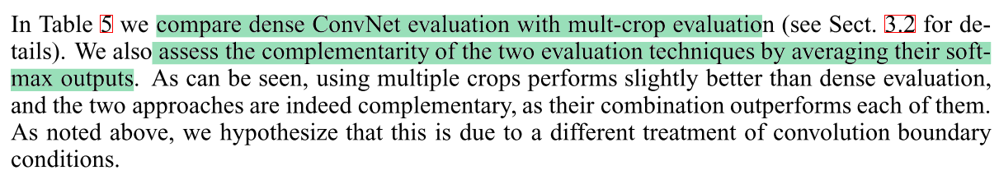 In Table 5 we compare dense ConvNet evaluation with mult-crop evaluation (see Sect. 3.2 for de-
tails). We also assess the complementarity of the two evaluation techniques by averaging their soft-
max outputs. As can be seen, using multiple crops performs slightly better than dense evaluation,
and the two approaches are indeed complementary, as their combination outperforms each of them.
As noted above, we hypothesize that this is due to a different treatment of convolution boundary
conditions.